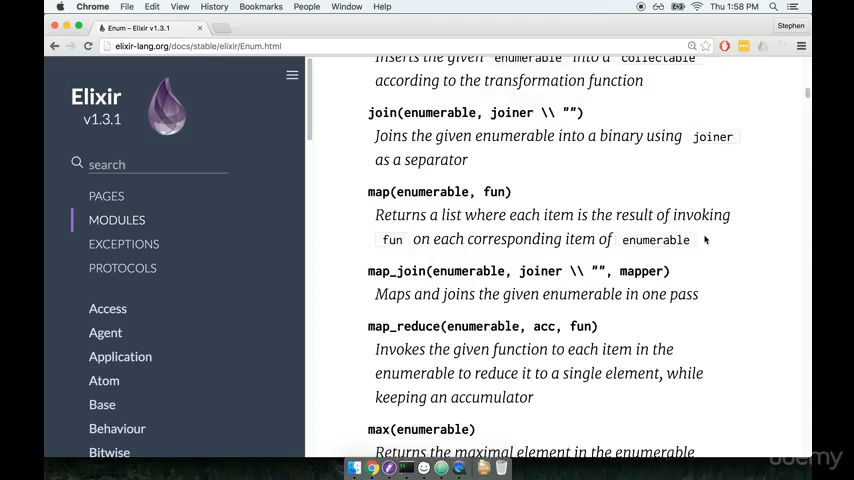 Chrome File Edit View History Bookmarks People Window Help Thu 1:58 PM
Enum – Elixir v1.3.1 Stephen
elixir-lang.org/docs/stable/elixir/Enum.html
Elixir
v1.3.1
search
PAGES
MODULES
EXCEPTIONS
PROTOCOLS
Access
Agent
Application
Atom
Base
Behaviour
Bitwise
Inserts the given enumerable into a collectable
according to the transformation function
join(enumerable, joiner \\ "")
Joins the given enumerable into a binary using joiner
as a separator
map(enumerable, fun)
Returns a list where each item is the result of invoking
fun on each corresponding item of enumerable
map_join(enumerable, joiner \\ "", mapper)
Maps and joins the given enumerable in one pass
map_reduce(enumerable, acc, fun)
Invokes the given function to each item in the
enumerable to reduce it to a single element, while
keeping an accumulator
max(enumerable)
Returns the maximal element in the enumerable
udemy